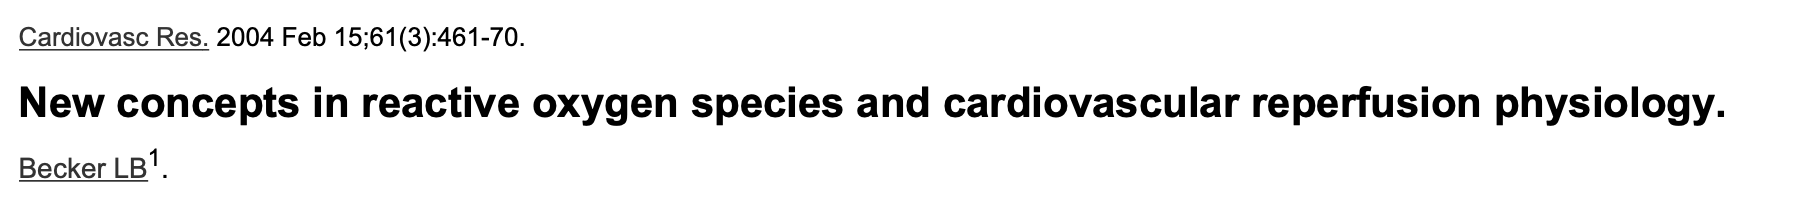 Cardiovasc Res. 2004 Feb 15;61(3):461-70.
New concepts in reactive oxygen species and cardiovascular reperfusion physiology.
Becker LB1.